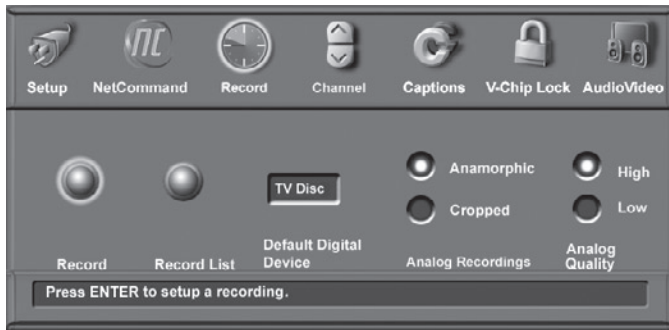 NC
Setup NetCommand Record Channel Captions V-Chip Lock AudioVideo
Anamorphic High
TV Disc
Cropped Low
Default Digital
Device
Record Record List Analog Recordings Analog
Quality
Press ENTER to setup a recording.